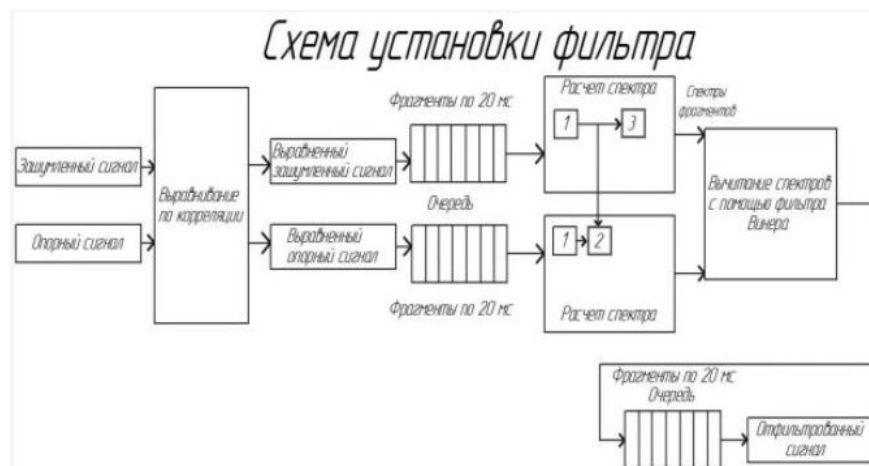 Схема установки фильтра
Фрагменты по 20 мс
Расчет спектра
Спектры
фрагментов
1
3
Зашумленный сигнал
Выравнивание
по корреляции
Выравненный
зашумленный сигнал
Вычитание спектров
с помощью фильтра
Винера
Очередь
Опорный сигнал
Выравненный
опорный сигнал
1
2
Фрагменты по 20 мс
Расчет спектра
Фрагменты по 20 мс
Очередь
Отфильтрованный
сигнал